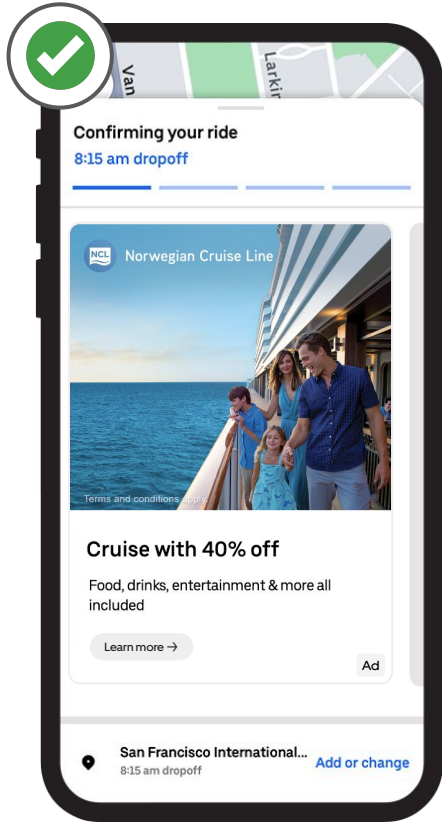 Van
Larkin
Confirming your ride
8:15 am dropoff
NCL
Norwegian Cruise Line
Terms and conditions apply.
Cruise with 40% off
Food, drinks, entertainment & more all
included
Learn more →
Ad
San Francisco International...
8:15 am dropoff
Add or change